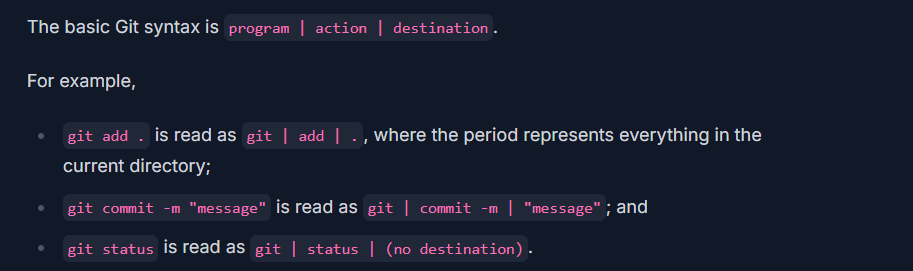 The basic Git syntax is program | action | destination.
For example,
git add . is read as git | add | ., where the period represents everything in the
current directory;
git commit -m "message" is read as git | commit -m | "message"; and
git status is read as git | status | (no destination).